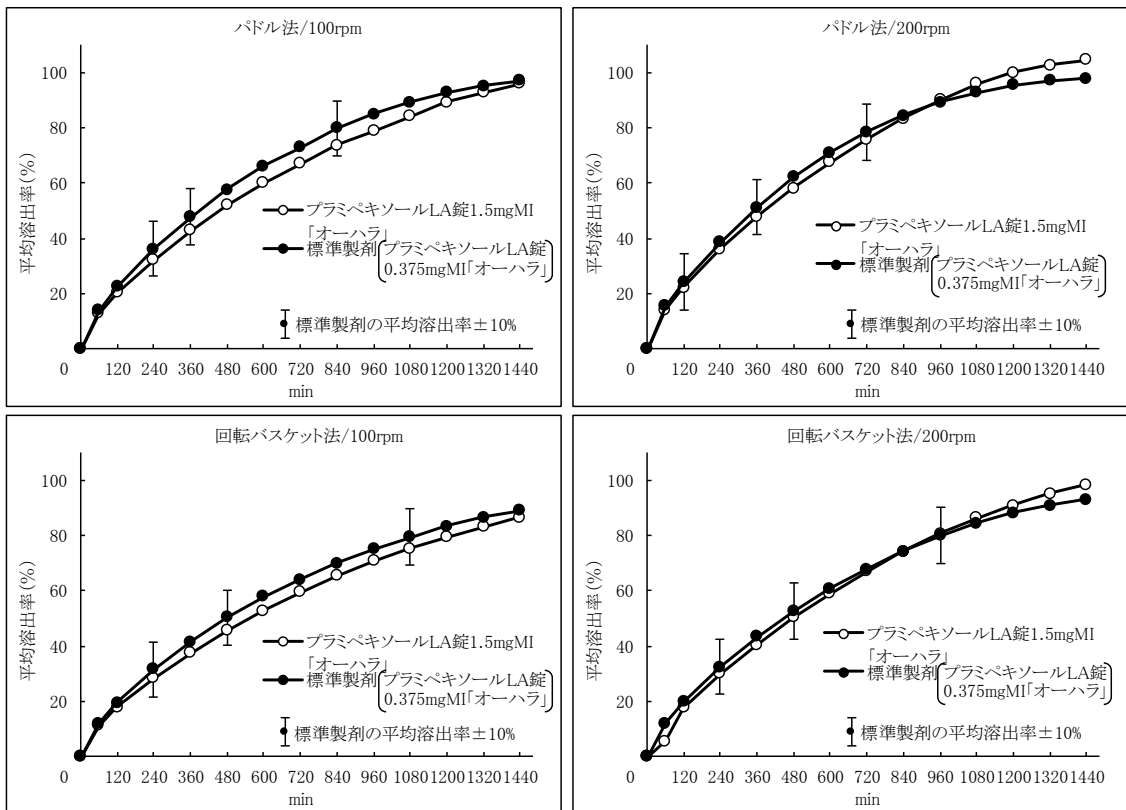 パドル法/100rpm
平均溶出率(%)
100
80
60
40
20
0
120 240 360 480 600 720 840 960 1080 1200 1320 1440
min
プラミペキソールLA錠1.5mgMI
「オーハラ」
標準製剤(プラミペキソールLA錠
0.375mgMI「オーハラ」)
標準製剤の平均溶出率±10%
パドル法/200rpm
平均溶出率(%)
100
80
60
40
20
0
120 240 360 480 600 720 840 960 1080 1200 1320 1440
min
プラミペキソールLA錠1.5mgMI
「オーハラ」
標準製剤(プラミペキソールLA錠
0.375mgMI「オーハラ」)
標準製剤の平均溶出率±10%
回転バスケット法/100rpm
平均溶出率(%)
100
80
60
40
20
0
120 240 360 480 600 720 840 960 1080 1200 1320 1440
min
プラミペキソールLA錠1.5mgMI
「オーハラ」
標準製剤(プラミペキソールLA錠
0.375mgMI「オーハラ」)
標準製剤の平均溶出率±10%
回転バスケット法/200rpm
平均溶出率(%)
100
80
60
40
20
0
120 240 360 480 600 720 840 960 1080 1200 1320 1440
min
プラミペキソールLA錠1.5mgMI
「オーハラ」
標準製剤(プラミペキソールLA錠
0.375mgMI「オーハラ」)
標準製剤の平均溶出率±10%